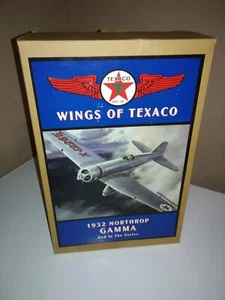 TEXACO
WINGS OF TEXACO
1932 NORTHROP
GAMMA
2nd in the Series